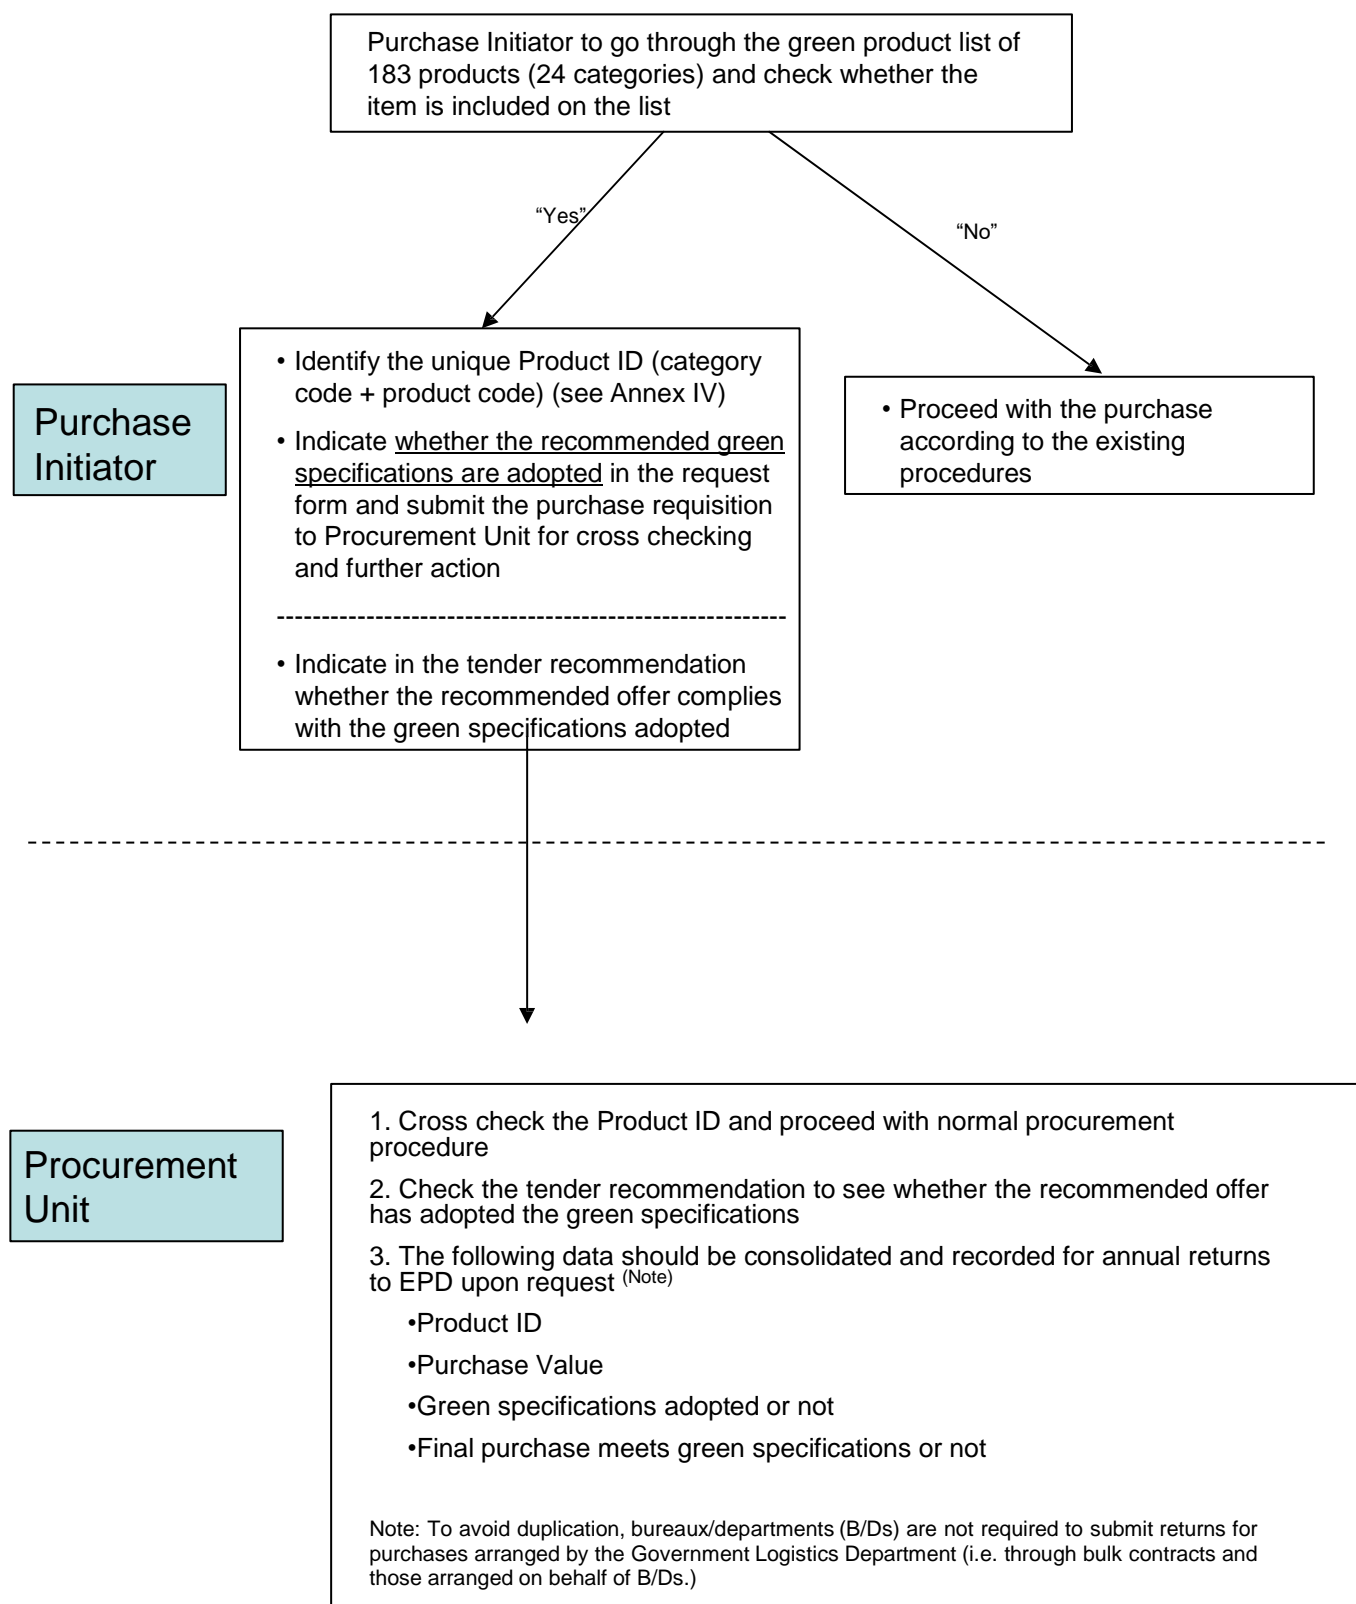 Purchase Initiator to go through the green product list of
183 products (24 categories) and check whether the
item is included on the list
“Yes”
“No”
Purchase
Initiator
• Identify the unique Product ID (category
code + product code) (see Annex IV)
• Indicate whether the recommended green
specifications are adopted in the request
form and submit the purchase requisition
to Procurement Unit for cross checking
and further action
------------------------------------------------------------
• Indicate in the tender recommendation
whether the recommended offer complies
with the green specifications adopted
• Proceed with the purchase
according to the existing
procedures
Procurement
Unit
1. Cross check the Product ID and proceed with normal procurement
procedure
2. Check the tender recommendation to see whether the recommended offer
has adopted the green specifications
3. The following data should be consolidated and recorded for annual returns
to EPD upon request (Note)
•Product ID
•Purchase Value
•Green specifications adopted or not
•Final purchase meets green specifications or not
Note: To avoid duplication, bureaux/departments (B/Ds) are not required to submit returns for
purchases arranged by the Government Logistics Department (i.e. through bulk contracts and
those arranged on behalf of B/Ds.)